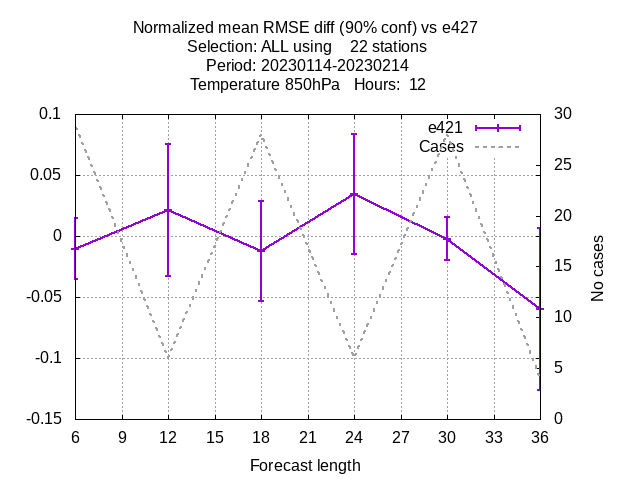 Normalized mean RMSE diff (90% conf) vs e427
Selection: ALL using    22 stations
Period: 20230114-20230214
Temperature 850hPa   Hours:  12
0.1
0.05
0
-0.05
-0.1
-0.15
30
25
20
15
10
5
0
e421
Cases
No cases
6 9 12 15 18 21 24 27 30 33 36
Forecast length